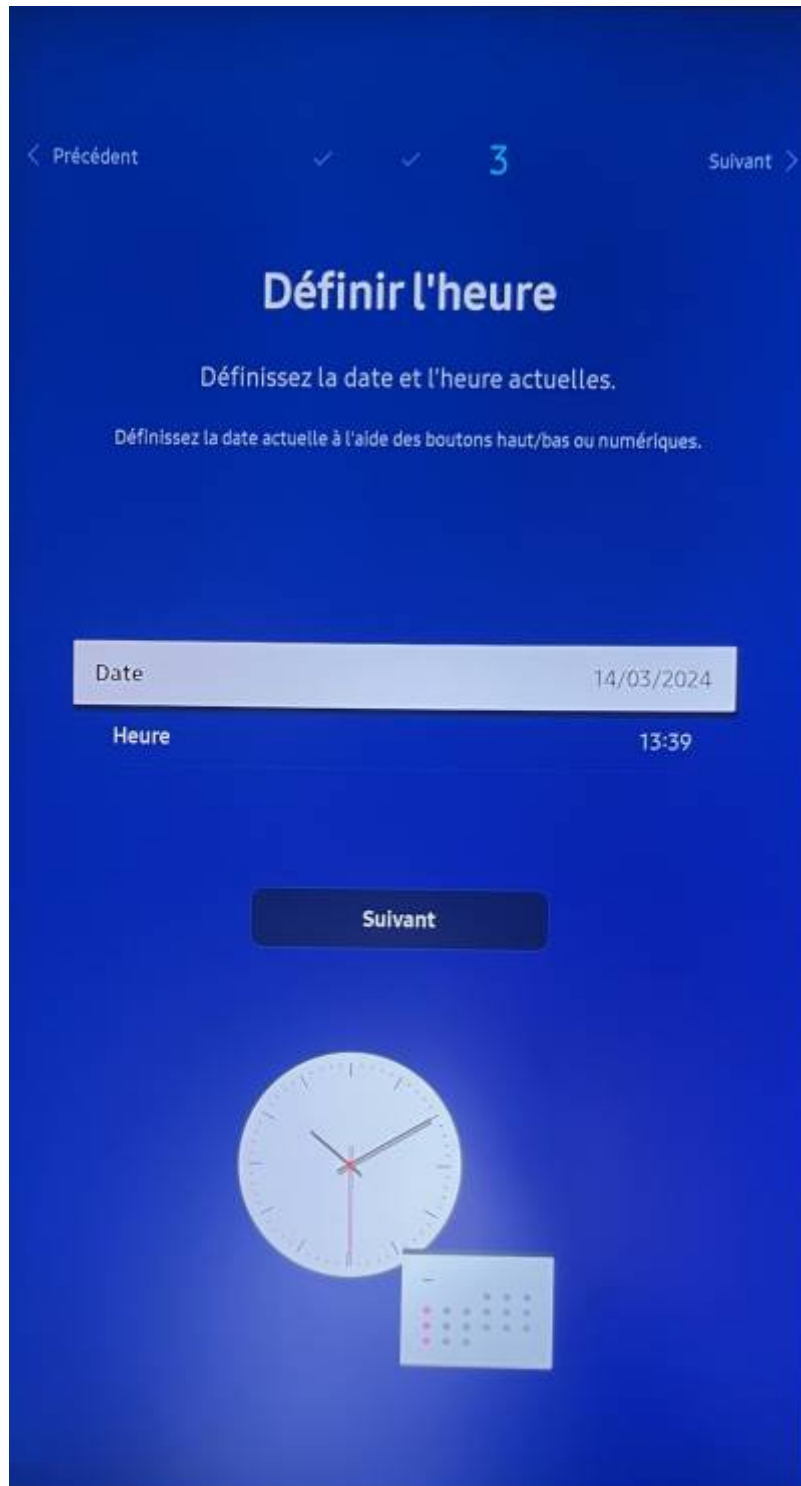 Précédent
3
Suivant
Définir l'heure
Définissez la date et l'heure actuelles.
Définissez la date actuelle à l'aide des boutons haut/bas ou numériques.
Date 14/03/2024
Heure 13:39
Suivant